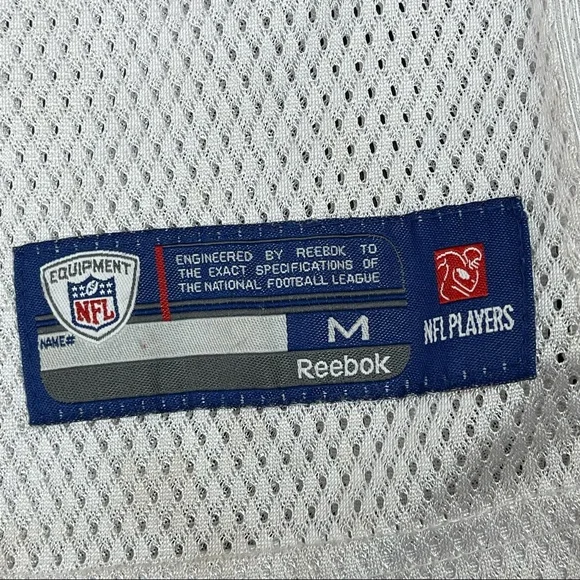 EQUIPMENT
NFL
ENGINEERED BY REEBOK TO
THE EXACT SPECIFICATIONS OF
THE NATIONAL FOOTBALL LEAGUE
NAME#
M
Reebok
NFL PLAYERS